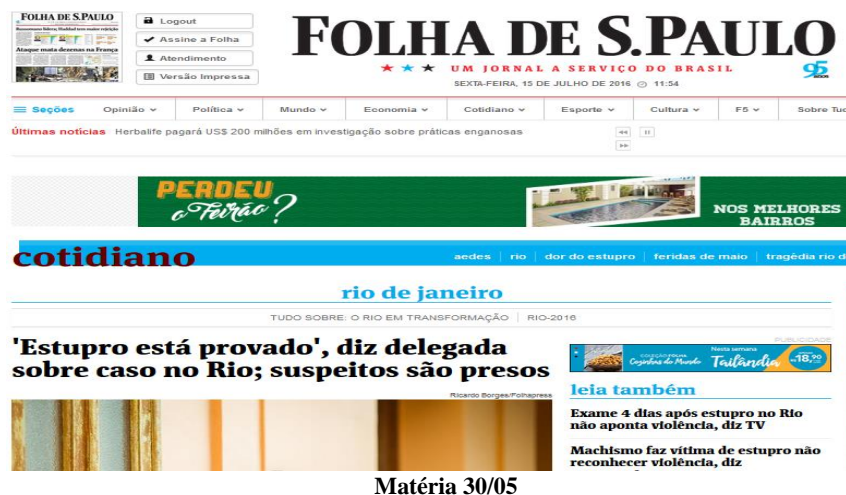 FOLHA DE S.PAULO
Ataque mata dezenas na França
Logout
Assine a Folha
Atendimento
Versão Impressa
FOLHA DE S.PAULO
★ ★ ★ UM JORNAL A SERVIÇO DO BRASIL
95
SEXTA-FEIRA, 15 DE JULHO DE 2016 11:54
Seções Opinião Política Mundo Economia Cotidiano Esporte Cultura F5 Sobre Tud
Últimas notícias Herbalife pagará US$ 200 milhões em investigação sobre práticas enganosas
PERDEU
o Feirão?
NOS MELHORES
BAIRROS
cotidiano
aedes rio dor do estupro feridas de maio tragédia rio d
rio de janeiro
TUDO SOBRE: O RIO EM TRANSFORMAÇÃO RIO-2016
'Estupro está provado', diz delegada
sobre caso no Rio; suspeitos são presos
Ricardo Borges/Folhapress
PUBLICIDADE
COLEÇÃO FOLHA
Cozinhas do Mundo
Nesta semana
Tailândia
R$18,90
leia também
Exame 4 dias após estupro no Rio
não aponta violência, diz TV
Machismo faz vítima de estupro não
reconhecer violência, diz
Matéria 30/05